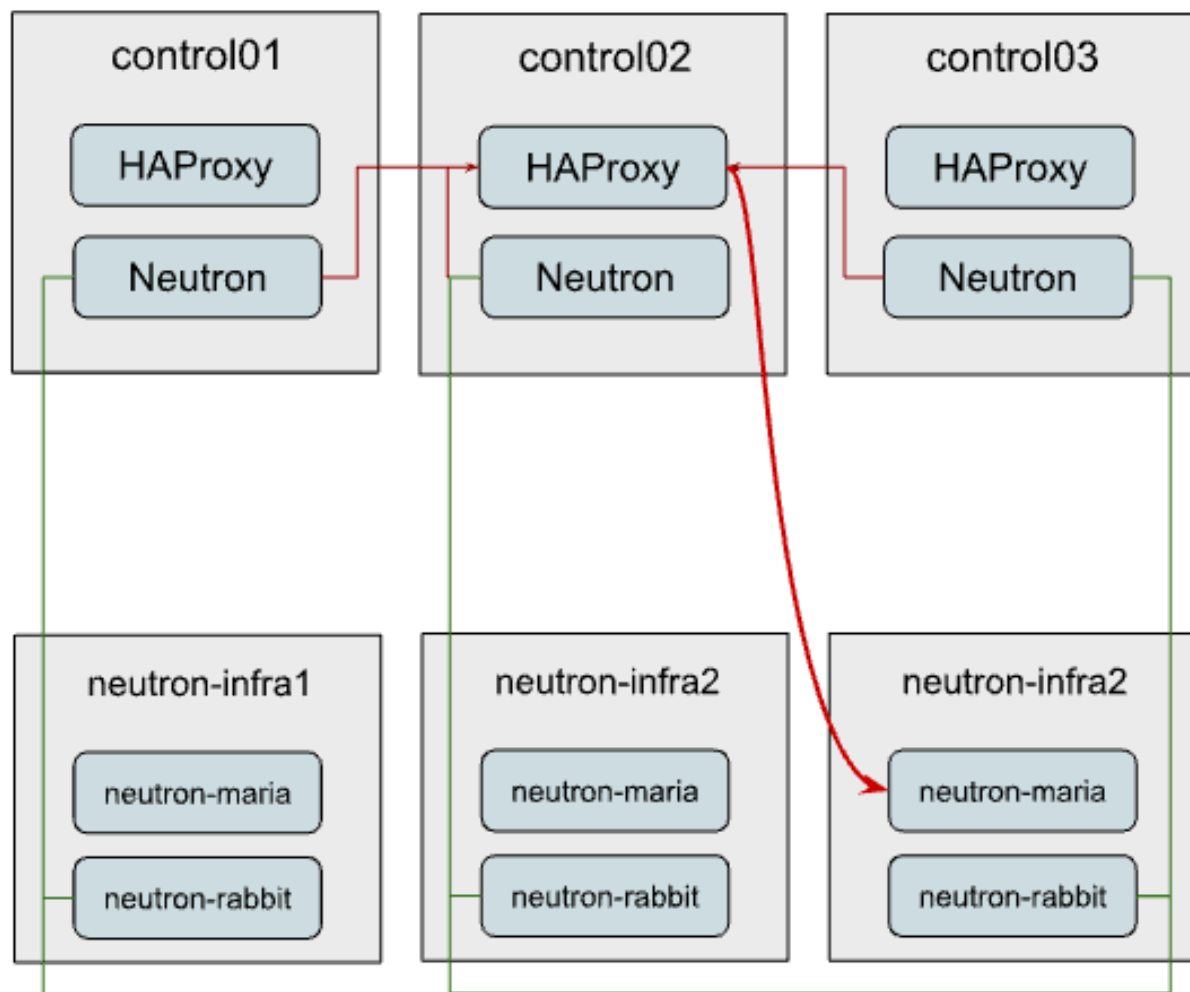 control01
HAProxy
Neutron
control02
HAProxy
Neutron
control03
HAProxy
Neutron
neutron-infra1
neutron-maria
neutron-rabbit
neutron-infra2
neutron-maria
neutron-rabbit
neutron-infra2
neutron-maria
neutron-rabbit